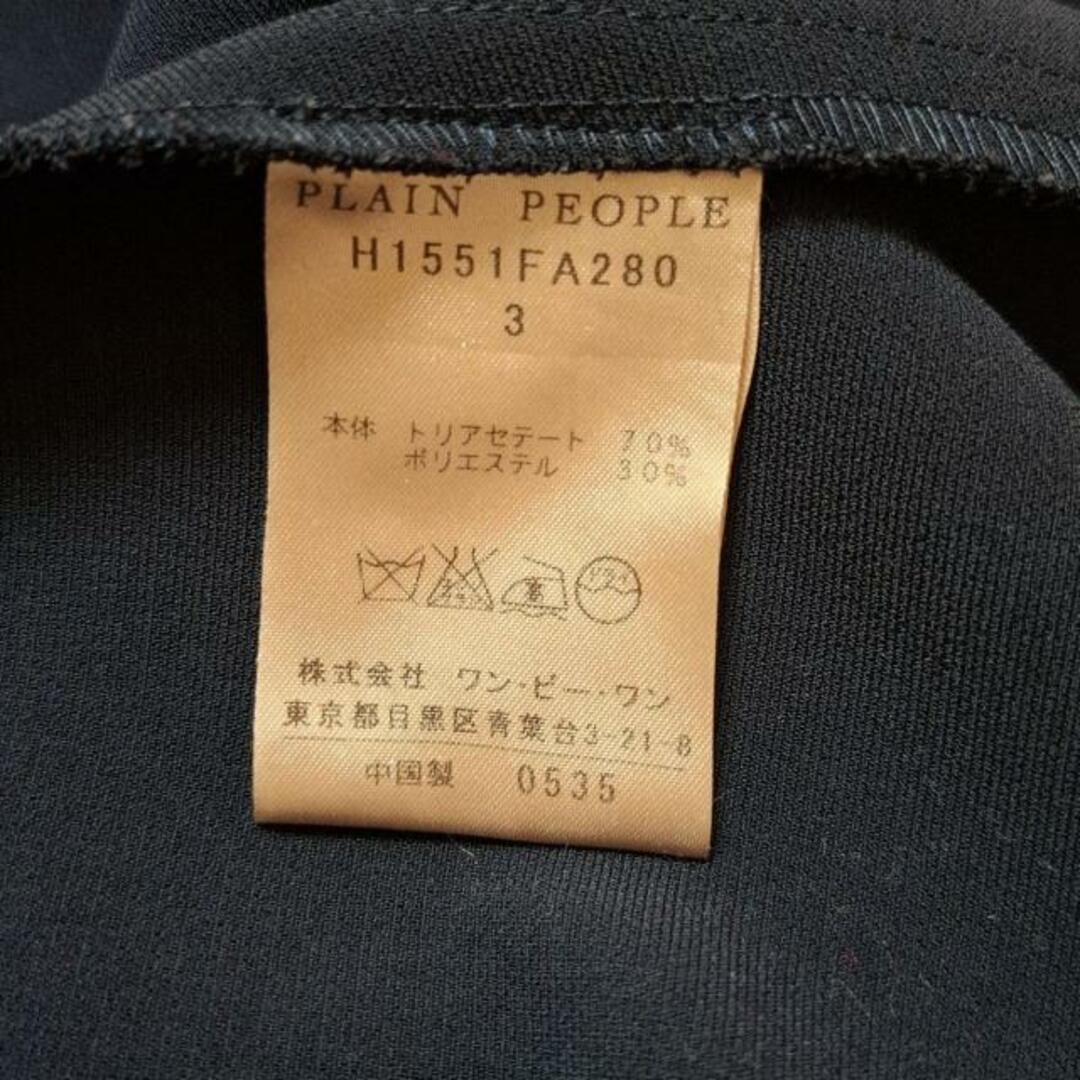 PLAIN PEOPLE
H1551FA280
3
本体 トリアセテート 70%
ポリエステル 30%
株式会社 ワン・ビー・ワン
東京都目黒区青葉台3-21-8
中国製 0535